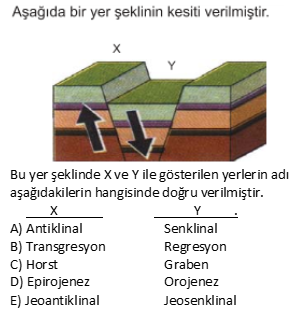 Aşağıda bir yer şeklinin kesiti verilmiştir.
X
Y
Bu yer şeklinde X ve Y ile gösterilen yerlerin adı
aşağıdakilerin hangisinde doğru verilmiştir.
X Y .
A) Antiklinal Senklinal
B) Transgresyon Regresyon
C) Horst Graben
D) Epirojenez Orojenez
E) Jeoantiklinal Jeosenklinal